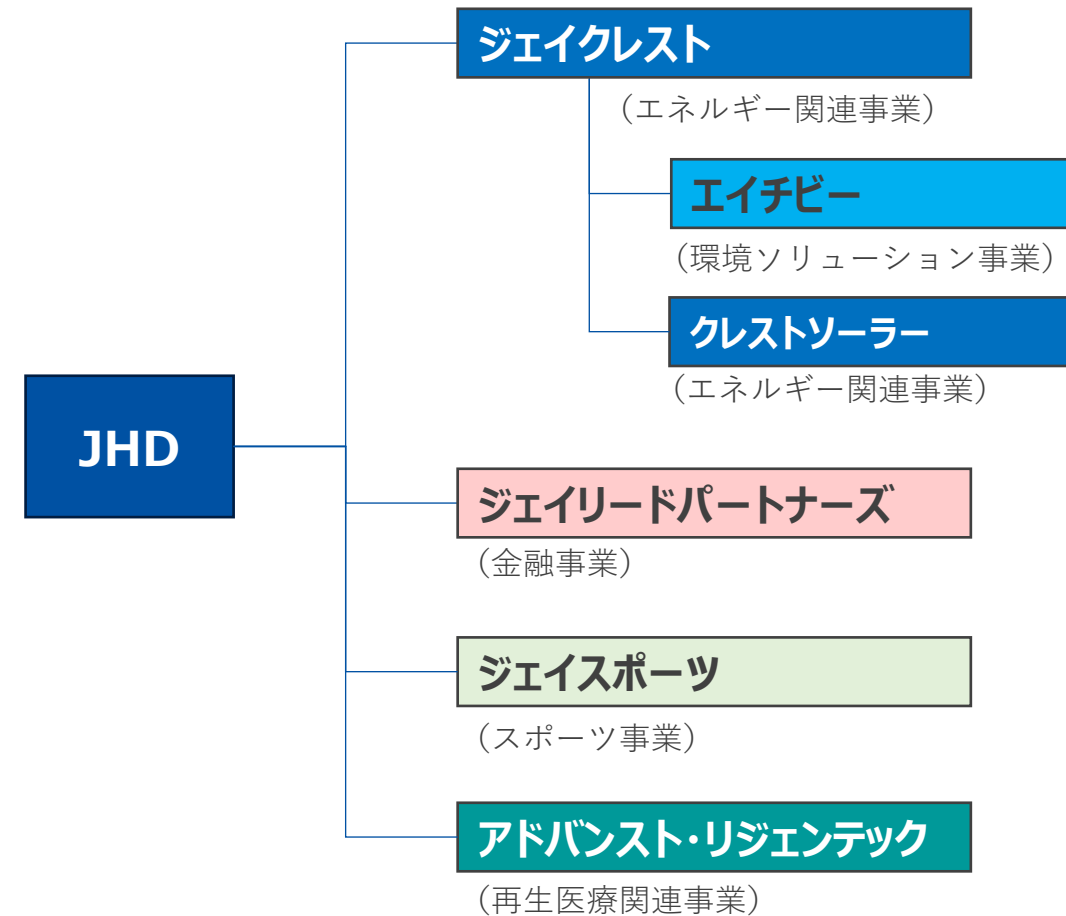 ジェイクレスト
（エネルギー関連事業）
エイチビー
（環境ソリューション事業）
クレストソーラー
（エネルギー関連事業）
JHD
ジェイリードパートナーズ
（金融事業）
ジェイスポーツ
（スポーツ事業）
アドバンスト・リジェンテック
（再生医療関連事業）